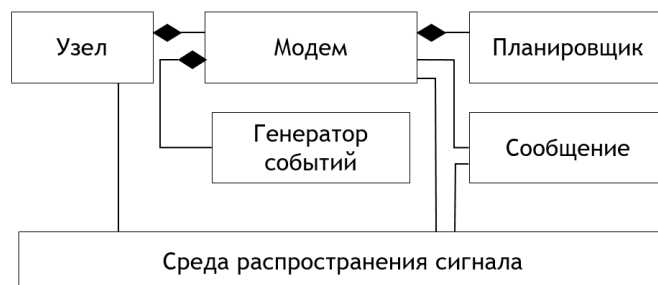 Узел
Модем
Планировщик
Генератор
событий
Сообщение
Среда распространения сигнала